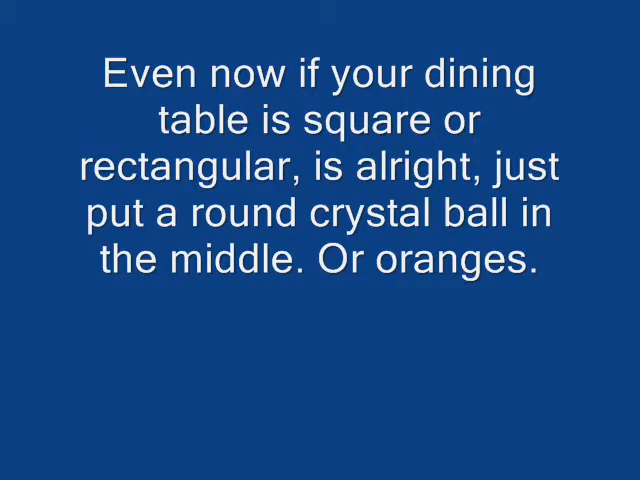 Even now if your dining
table is square or
rectangular, is alright, just
put a round crystal ball in
the middle. Or oranges.